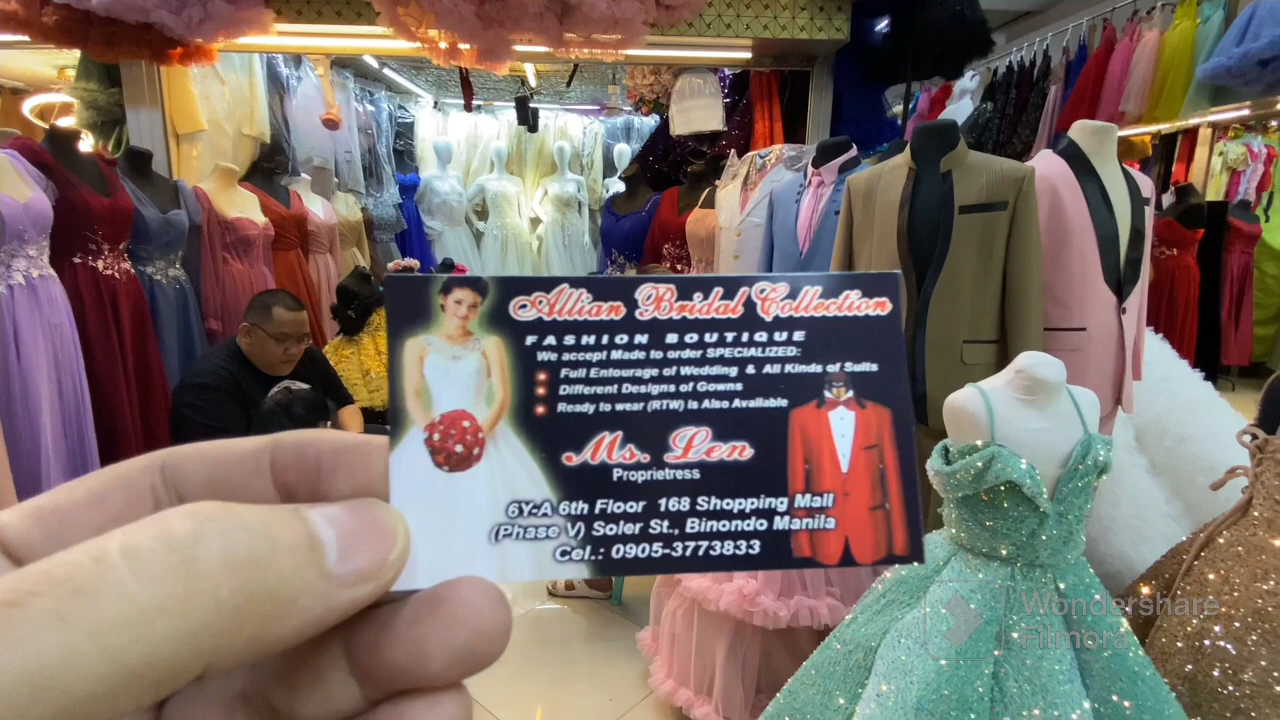 Allian Bridal Collection
FASHION BOUTIQUE
We accept Made to order SPECIALIZED:
Full Entourage of Wedding & All Kinds of Suits
Different Designs of Gowns
Ready to wear (RTW) is Also Available
Ms. Len
Proprietress
6Y-A 6th Floor 168 Shopping Mall
(Phase V) Soler St., Binondo Manila
Cel.: 0905-3773833
Wondershare
Filmora